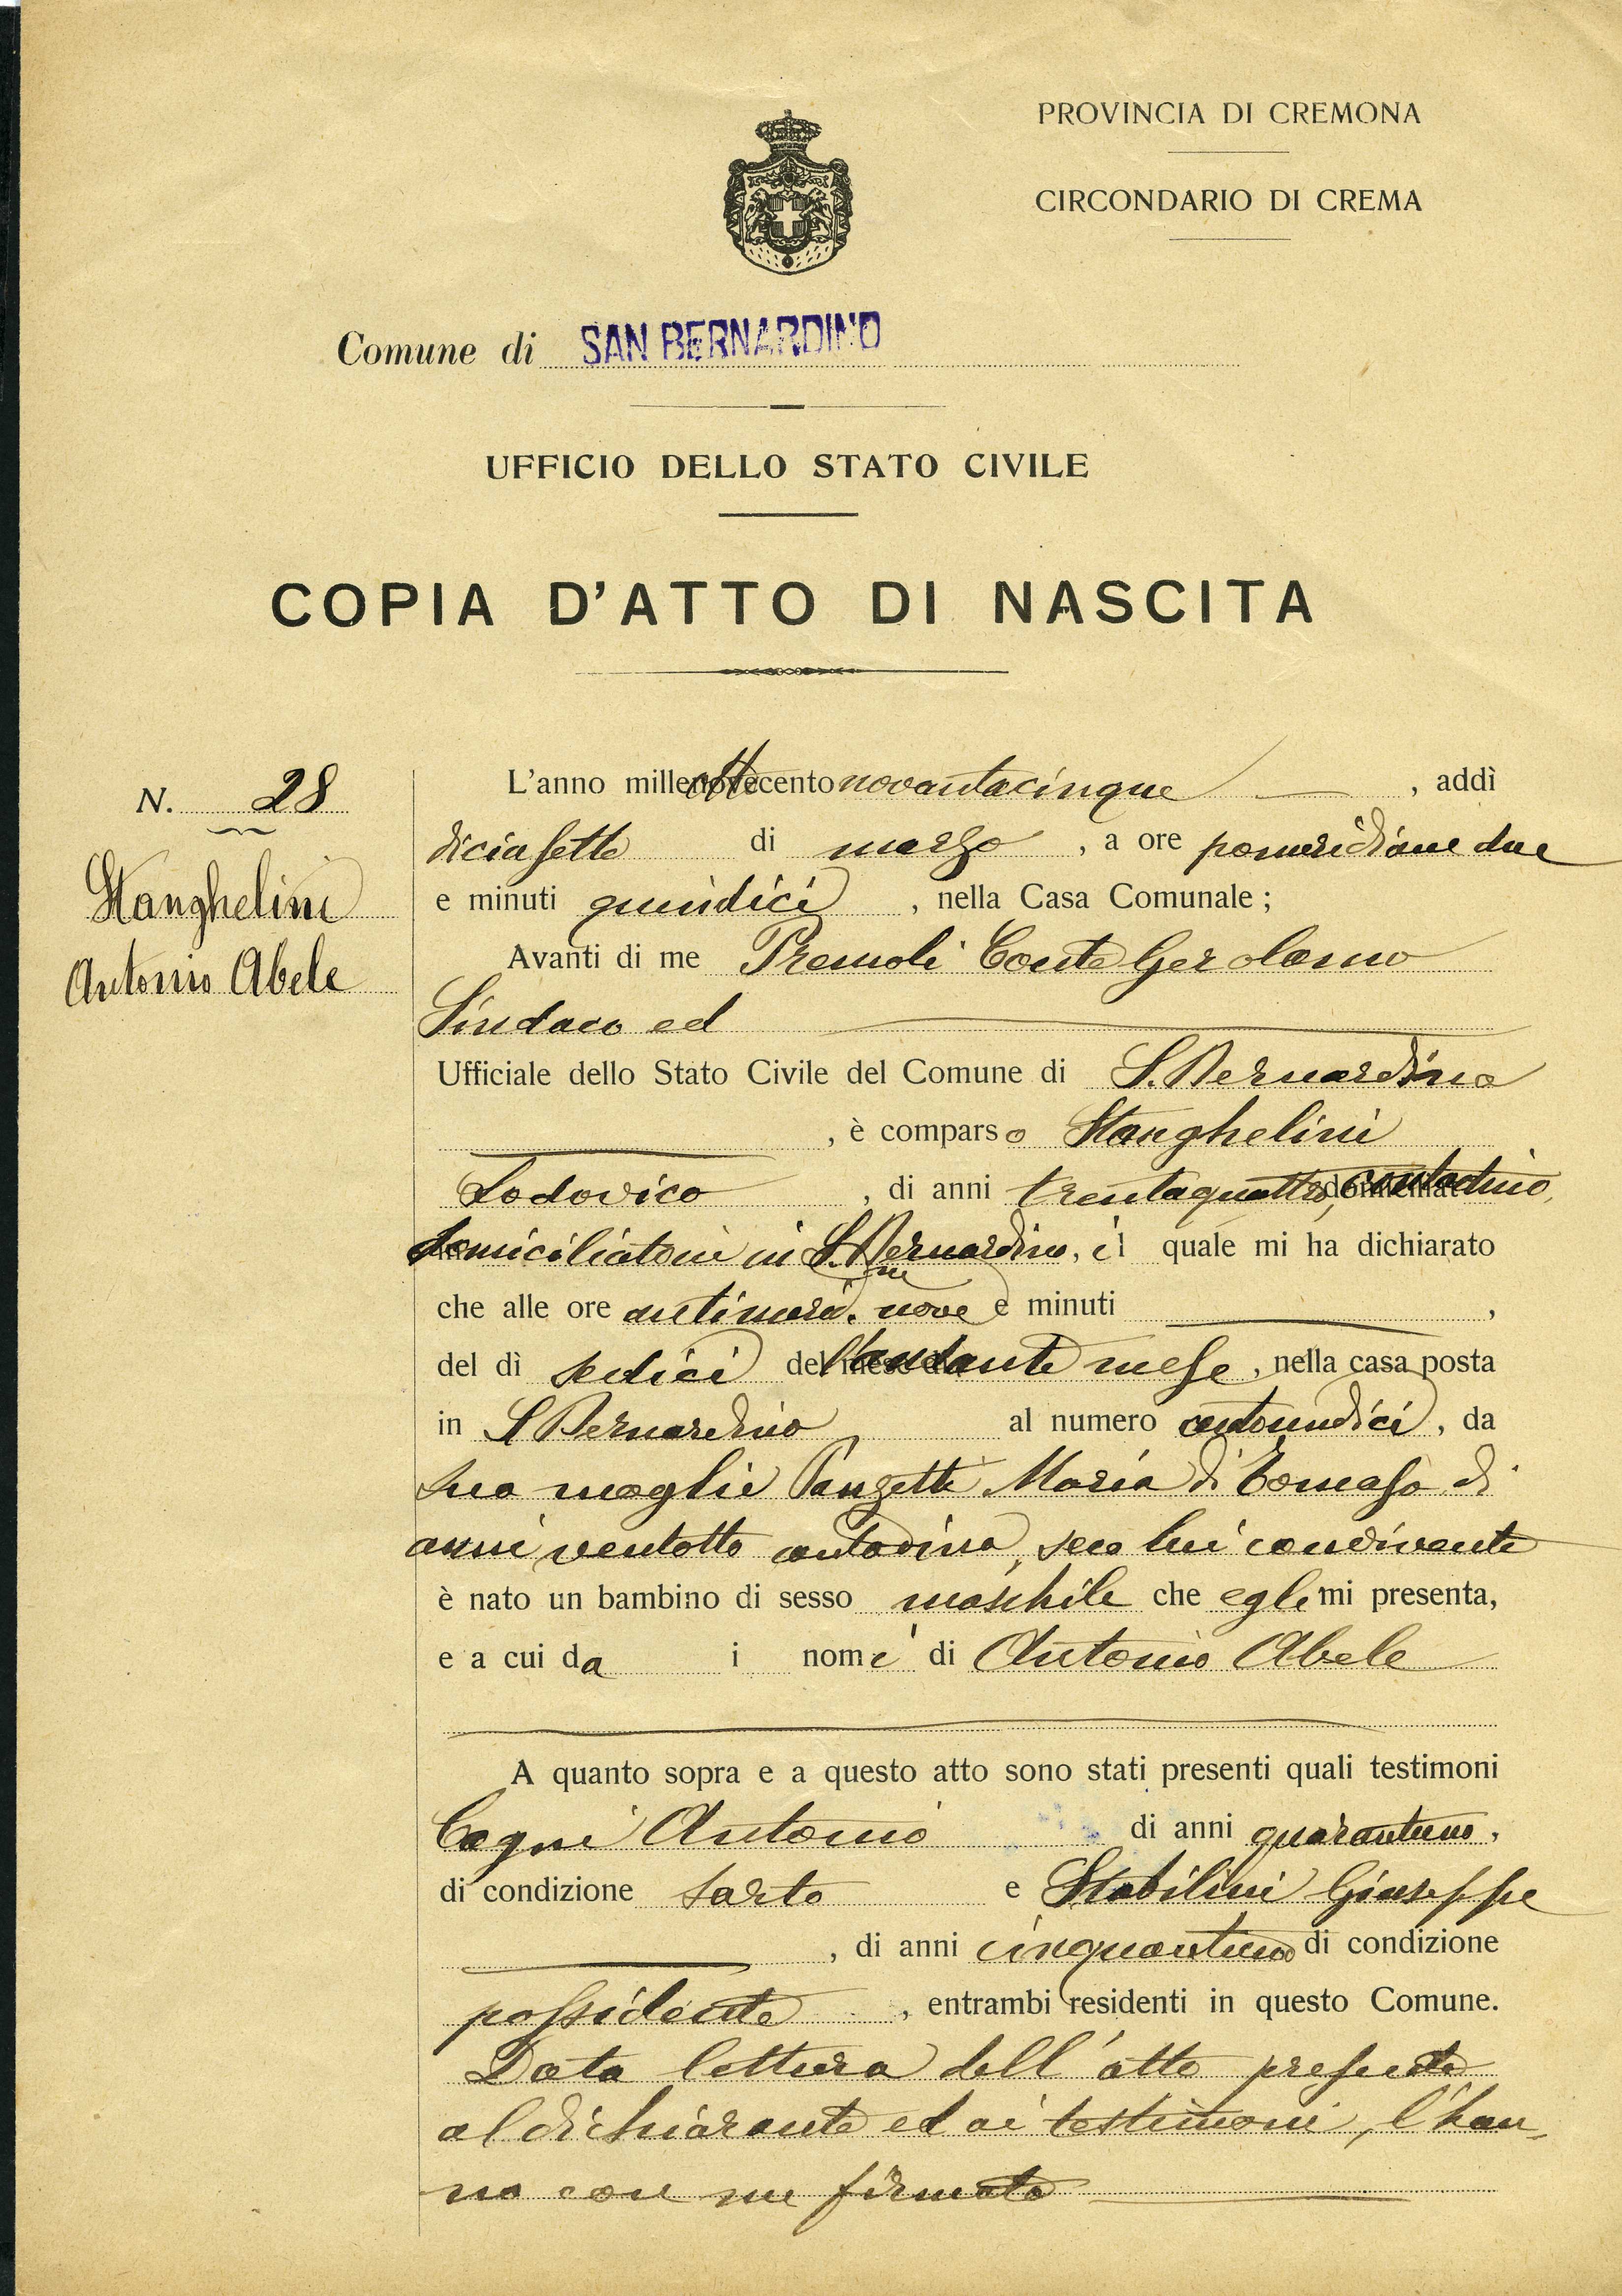 PROVINCIA DI CREMONA
CIRCONDARIO DI CREMA
Comune di SAN BERNARDINO
UFFICIO DELLO STATO CIVILE
COPIA D'ATTO DI NASCITA
N. 28
Stanghelini
Antonio Abele
L'anno milleottocentonovantacinque, addì
diciasette di marzo, a ore pomeridiane due
e minuti quindici, nella Casa Comunale;
Avanti di me Premoli Conte Gerolamo
Sindaco ed
Ufficiale dello Stato Civile del Comune di S. Bernardino
, è comparso Stanghelini
Lodovico, di anni trentaquattro, contadino,
domiciliato in S. Bernardino, il quale mi ha dichiarato
che alle ore antimerid.ne nove e minuti ,
del dì sedici dell'andante mese, nella casa posta
in S Bernardino al numero centoundici, da
sua moglie Panzetti Maria di Tomaso di
anni ventotto contadina, seco lui convivente
è nato un bambino di sesso maschile che egli mi presenta,
e a cui da i nomi di Antonio Abele
A quanto sopra e a questo atto sono stati presenti quali testimoni
Cogni Antonio di anni quarantuno,
di condizione sarto e Stabilini Giuseppe
, di anni cinquantuno di condizione
possidente, entrambi residenti in questo Comune.
Data lettura dell'atto presente
al dichiarante ed ai testimoni, l'han-
no con me firmato